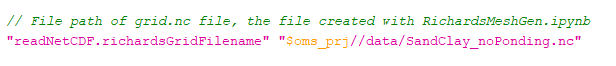 // File path of grid.nc file, the file created with RichardsMeshGen.ipynb
"readNetCDF.richardsGridFilename" "$oms_prj//data/SandClay_noPonding.nc"